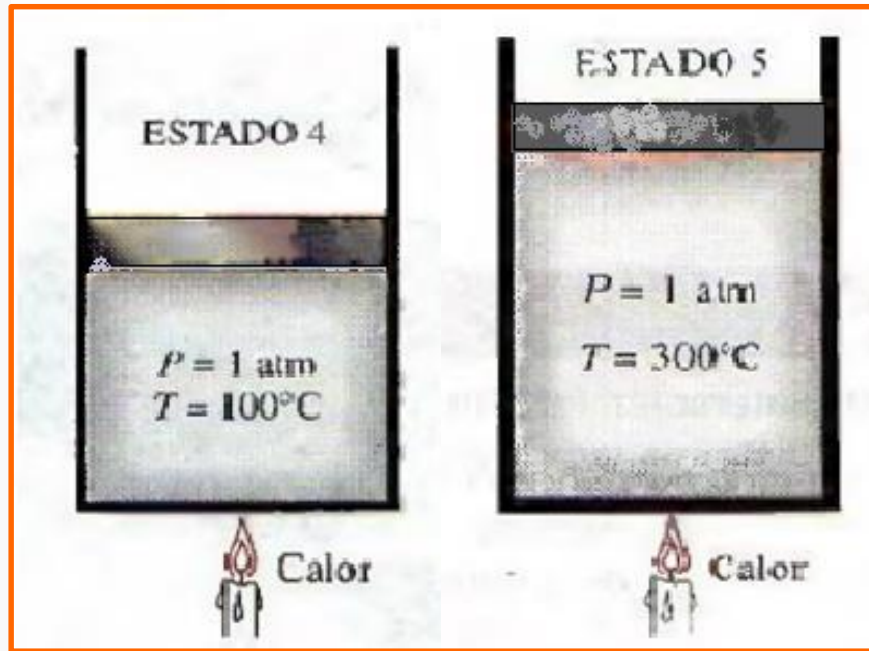 ESTADO 4
P = 1 atm
T = 100°C
Calor
ESTADO 5
P = 1 atm
T = 300°C
Calor